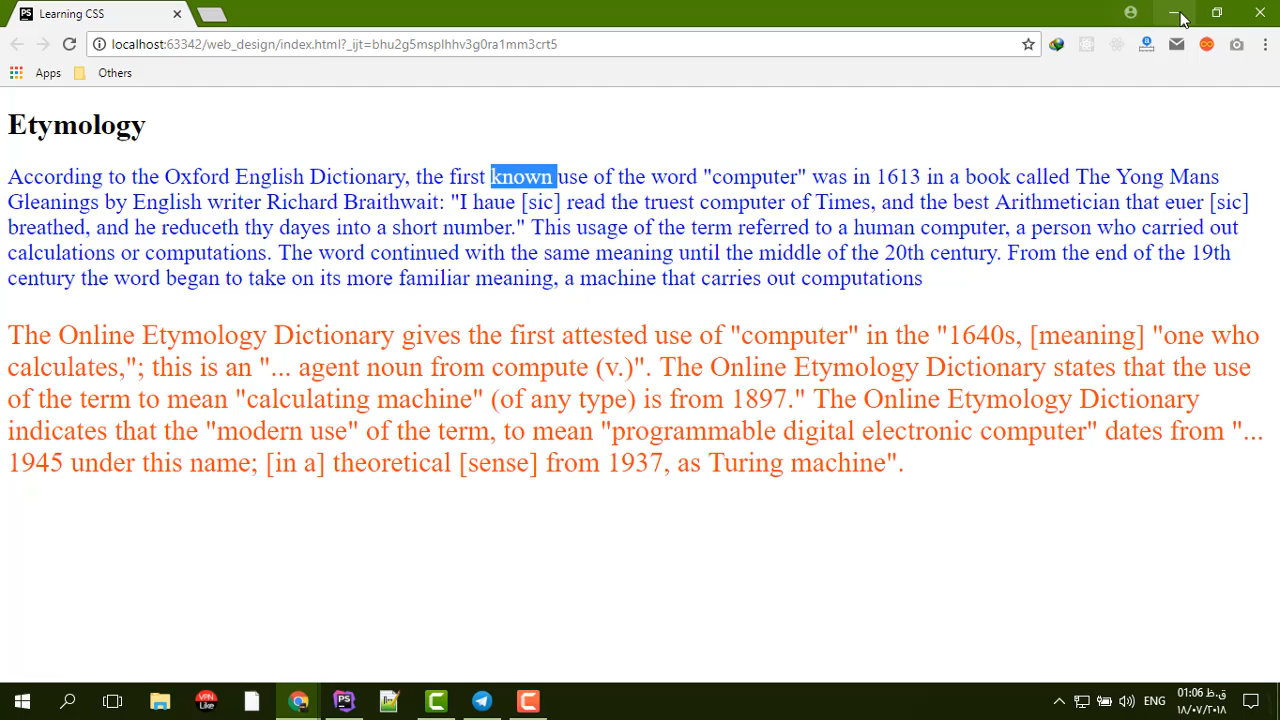 Learning CSS
localhost:63342/web_design/index.html?_ijt=bhu2g5msplhhv3g0ra1mm3crt5
Apps Others
Etymology
According to the Oxford English Dictionary, the first known use of the word "computer" was in 1613 in a book called The Yong Mans
Gleanings by English writer Richard Braithwait: "I haue [sic] read the truest computer of Times, and the best Arithmetician that euer [sic]
breathed, and he reduceth thy dayes into a short number." This usage of the term referred to a human computer, a person who carried out
calculations or computations. The word continued with the same meaning until the middle of the 20th century. From the end of the 19th
century the word began to take on its more familiar meaning, a machine that carries out computations
The Online Etymology Dictionary gives the first attested use of "computer" in the "1640s, [meaning] "one who
calculates,"; this is an "... agent noun from compute (v.)". The Online Etymology Dictionary states that the use
of the term to mean "calculating machine" (of any type) is from 1897." The Online Etymology Dictionary
indicates that the "modern use" of the term, to mean "programmable digital electronic computer" dates from "...
1945 under this name; [in a] theoretical [sense] from 1937, as Turing machine".
VPN
Like
PS
ENG
01:06 ق.ظ
۱۸/۰۷/۲۰۱۸